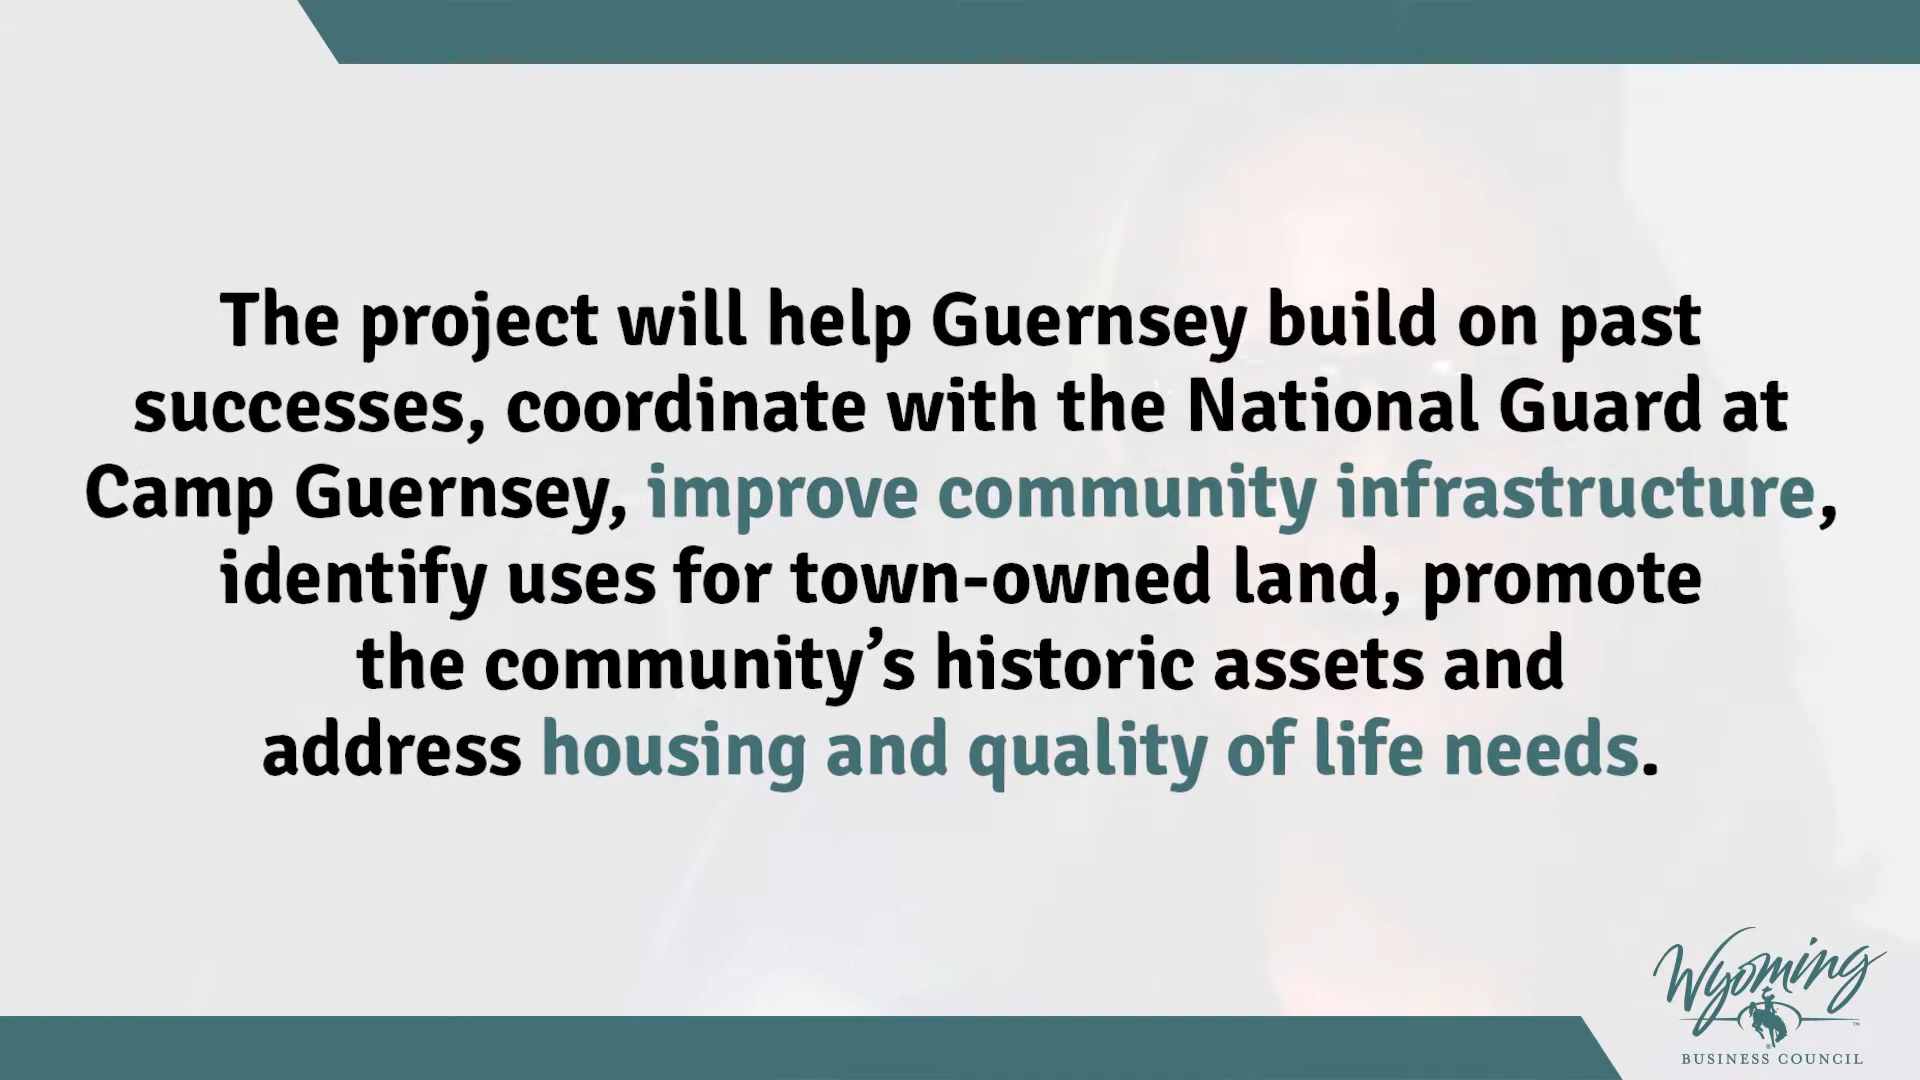 The project will help Guernsey build on past
successes, coordinate with the National Guard at
Camp Guernsey, improve community infrastructure,
identify uses for town-owned land, promote
the community’s historic assets and
address housing and quality of life needs.
Wyoming
BUSINESS COUNCIL